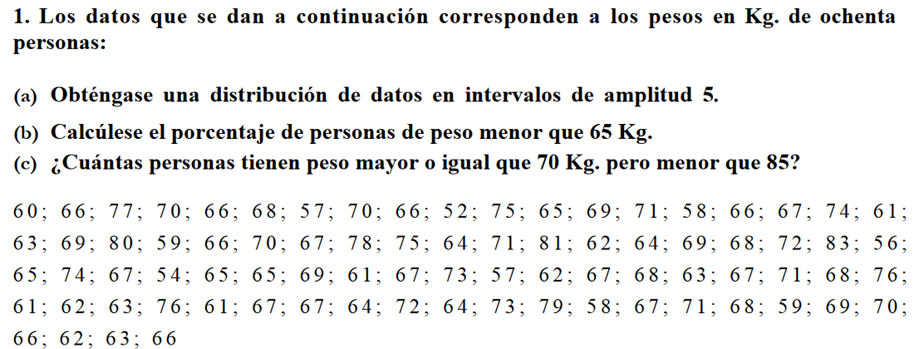 1. Los datos que se dan a continuación corresponden a los pesos en Kg. de ochenta
personas:
(a) Obténgase una distribución de datos en intervalos de amplitud 5.
(b) Calcúlese el porcentaje de personas de peso menor que 65 Kg.
(c) ¿Cuántas personas tienen peso mayor o igual que 70 Kg. pero menor que 85?
60; 66; 77; 70; 66; 68; 57; 70; 66; 52; 75; 65; 69; 71; 58; 66; 67; 74; 61;
63; 69; 80; 59; 66; 70; 67; 78; 75; 64; 71; 81; 62; 64; 69; 68; 72; 83; 56;
65; 74; 67; 54; 65; 65; 69; 61; 67; 73; 57; 62; 67; 68; 63; 67; 71; 68; 76;
61; 62; 63; 76; 61; 67; 67; 64; 72; 64; 73; 79; 58; 67; 71; 68; 59; 69; 70;
66; 62; 63; 66